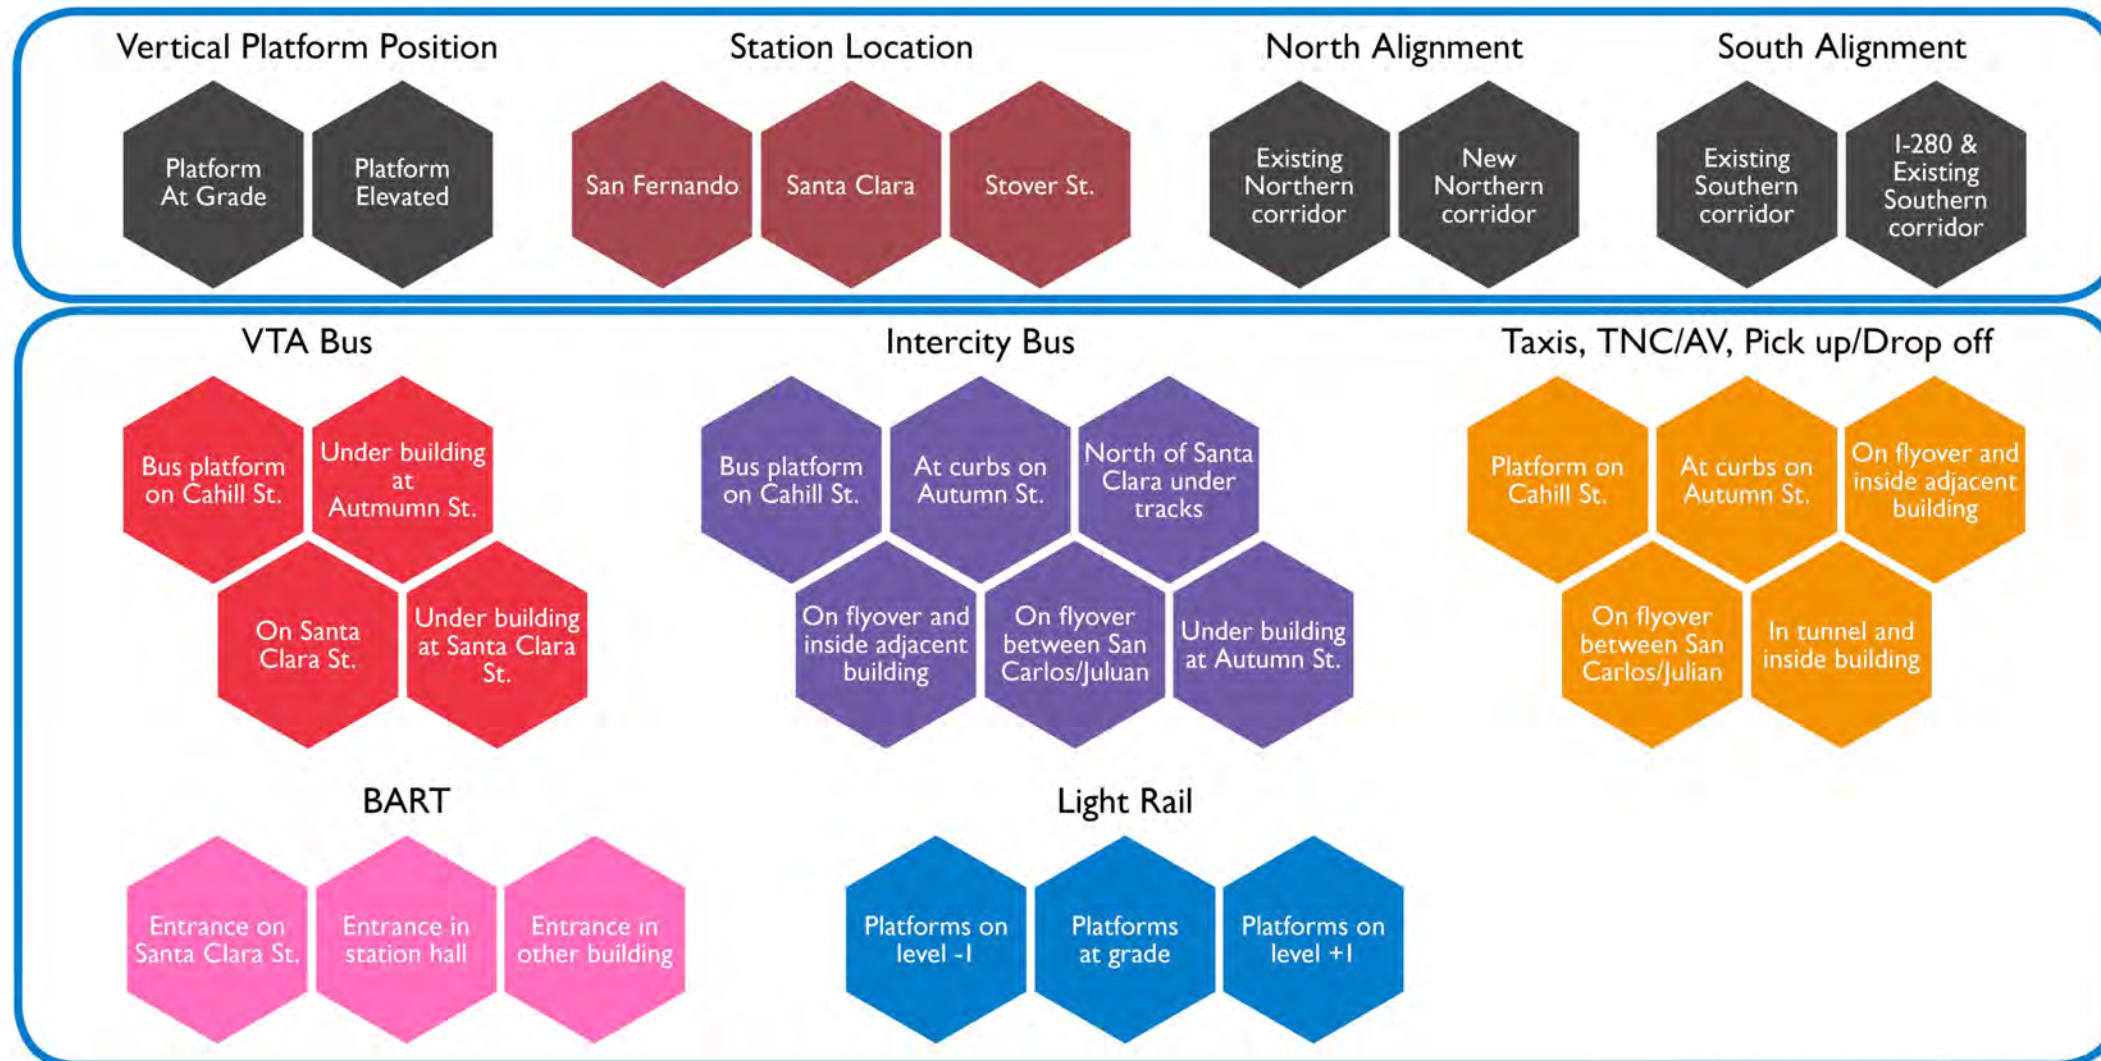 Vertical Platform Position
Station Location
North Alignment
South Alignment
Platform
At Grade
Platform
Elevated
San Fernando
Santa Clara
Stover St.
Existing
Northern
corridor
New
Northern
corridor
Existing
Southern
corridor
I-280 &
Existing
Southern
corridor
VTA Bus
Intercity Bus
Taxis, TNC/AV, Pick up/Drop off
Bus platform
on Cahill St.
Under building
at
Autmumn St.
On Santa
Clara St.
Under building
at Santa Clara
St.
Bus platform
on Cahill St.
At curbs on
Autumn St.
North of Santa
Clara under
tracks
On flyover and
inside adjacent
building
On flyover
between San
Carlos/Juluan
Under building
at Autumn St.
Platform on
Cahill St.
At curbs on
Autumn St.
On flyover and
inside adjacent
building
On flyover
between San
Carlos/Julian
In tunnel and
inside building
BART
Light Rail
Entrance on
Santa Clara St.
Entrance in
station hall
Entrance in
other building
Platforms on
level -1
Platforms
at grade
Platforms on
level +1